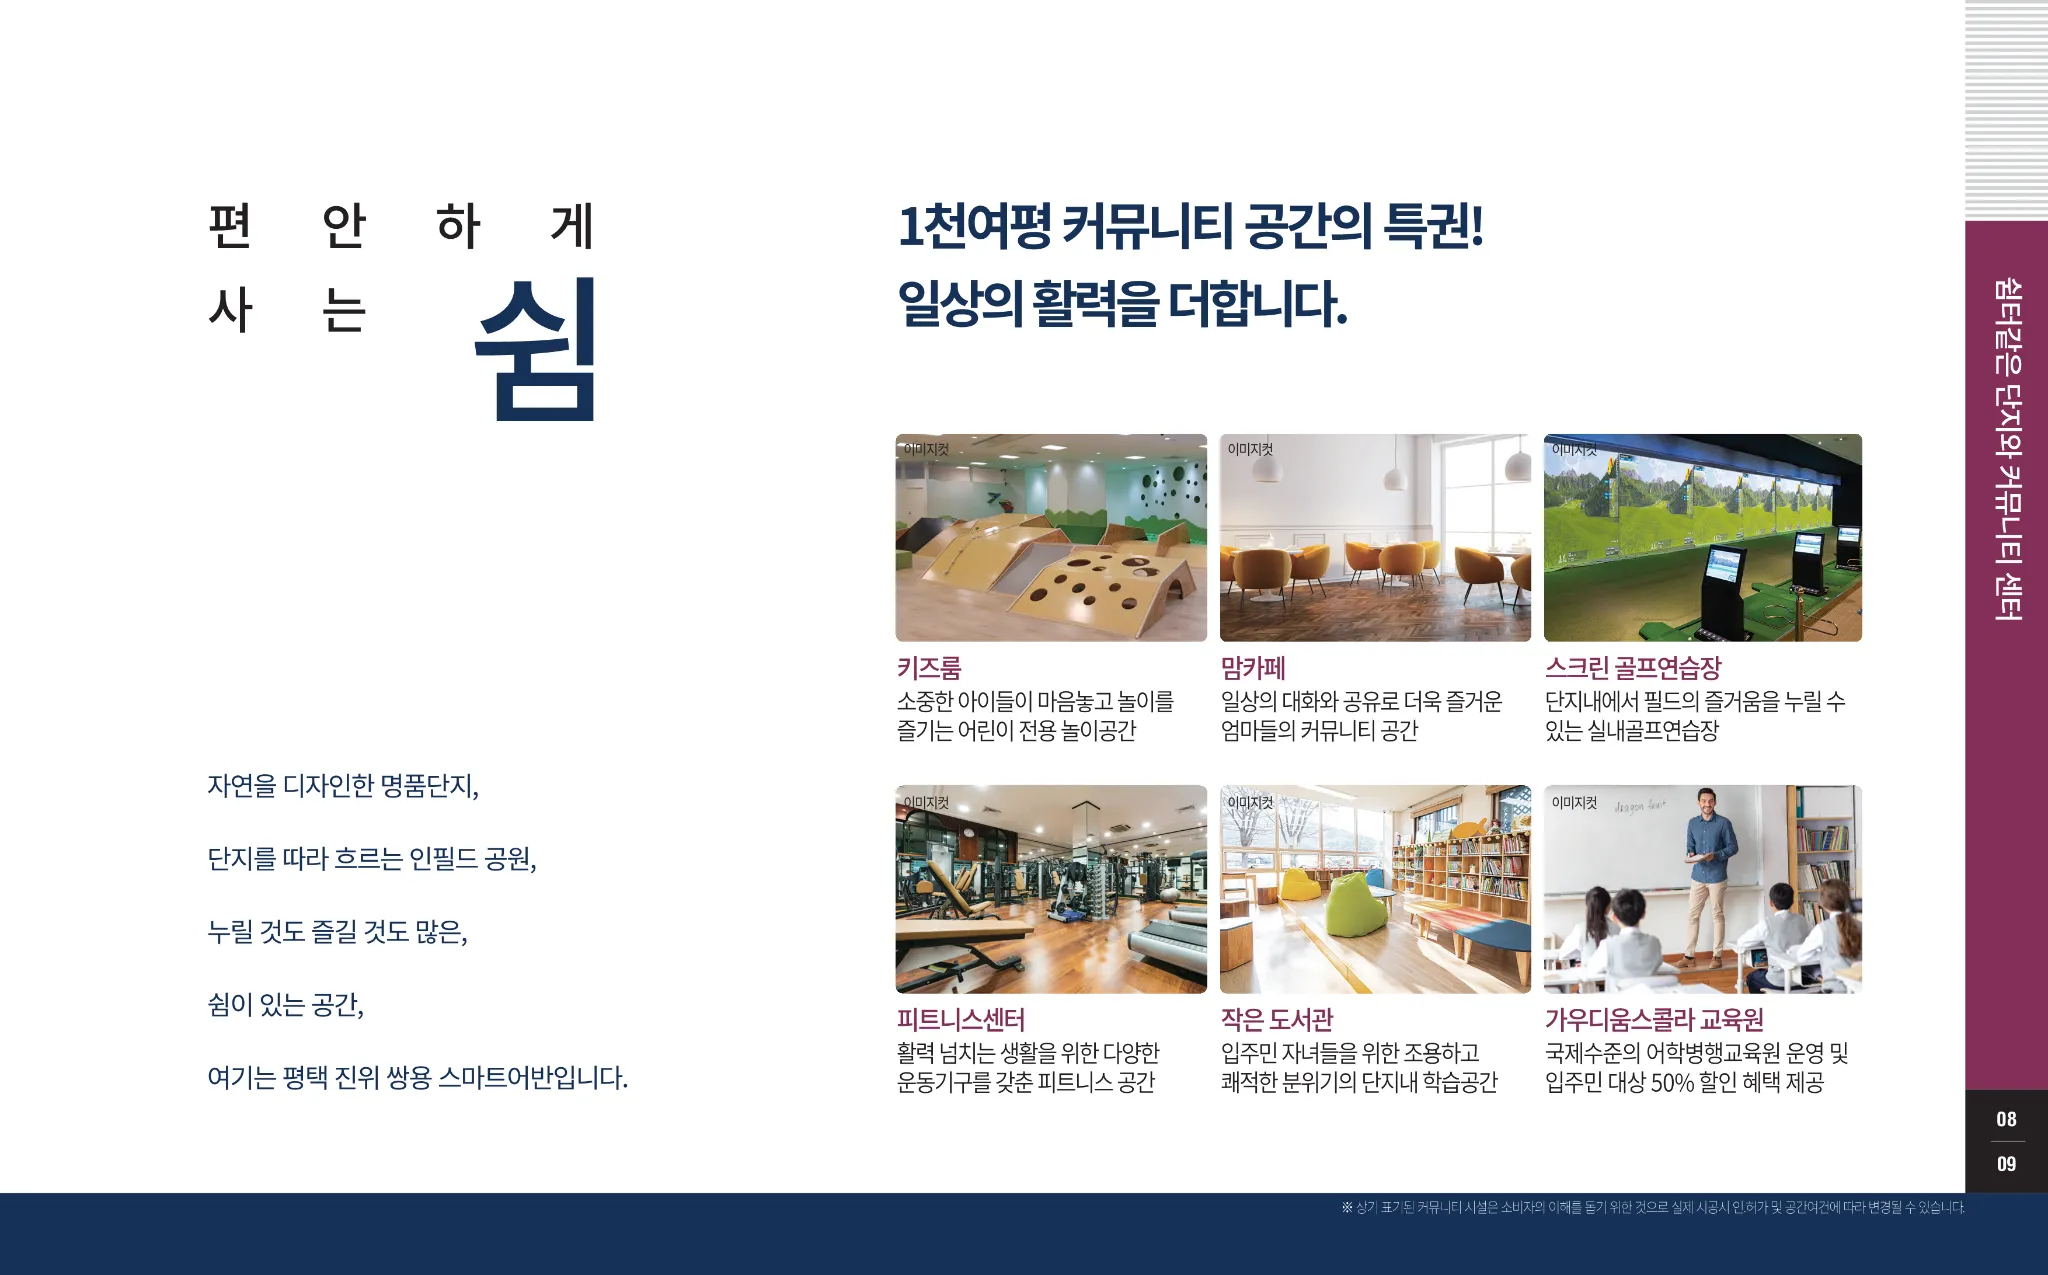 편안하게
사는 쉼
자연을 디자인한 명품단지,
단지를 따라 흐르는 인필드 공원,
누릴 것도 즐길 것도 많은,
쉼이 있는 공간,
여기는 평택 진위 쌍용 스마트어반입니다.
1천여평 커뮤니티 공간의 특권!
일상의 활력을 더합니다.
이미지컷
키즈룸
소중한 아이들이 마음놓고 놀이를
즐기는 어린이 전용 놀이공간
이미지컷
맘카페
일상의 대화와 공유로 더욱 즐거운
엄마들의 커뮤니티 공간
이미지컷
스크린 골프연습장
단지내에서 필드의 즐거움을 누릴 수
있는 실내골프연습장
이미지컷
피트니스센터
활력 넘치는 생활을 위한 다양한
운동기구를 갖춘 피트니스 공간
이미지컷
작은 도서관
입주민 자녀들을 위한 조용하고
쾌적한 분위기의 단지내 학습공간
이미지컷
dragon fruit
가우디움스콜라 교육원
국제수준의 어학병행교육원 운영 및
입주민 대상 50% 할인 혜택 제공
쉼터같은 단지와 커뮤니티 센터
08
09
※ 상기 표기된 커뮤니티 시설은 소비자의 이해를 돕기 위한 것으로 실제 시공시 인.허가 및 공간여건에 따라 변경될 수 있습니다.